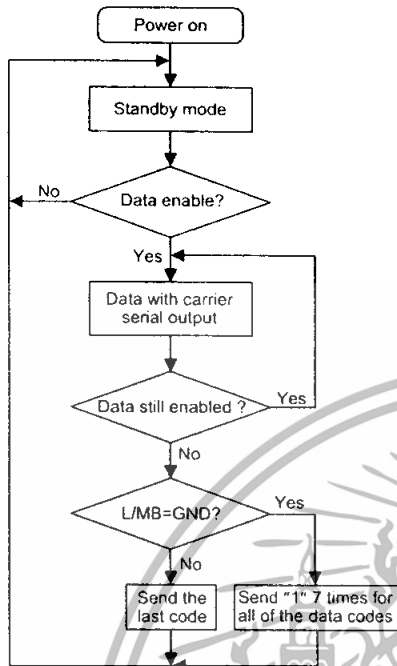 Power on
Standby mode
No
Data enable?
Yes
Data with carrier
serial output
Data still enabled ?
Yes
No
L/MB=GND?
Yes
No
Send the
last code
Send "1" 7 times for
all of the data codes